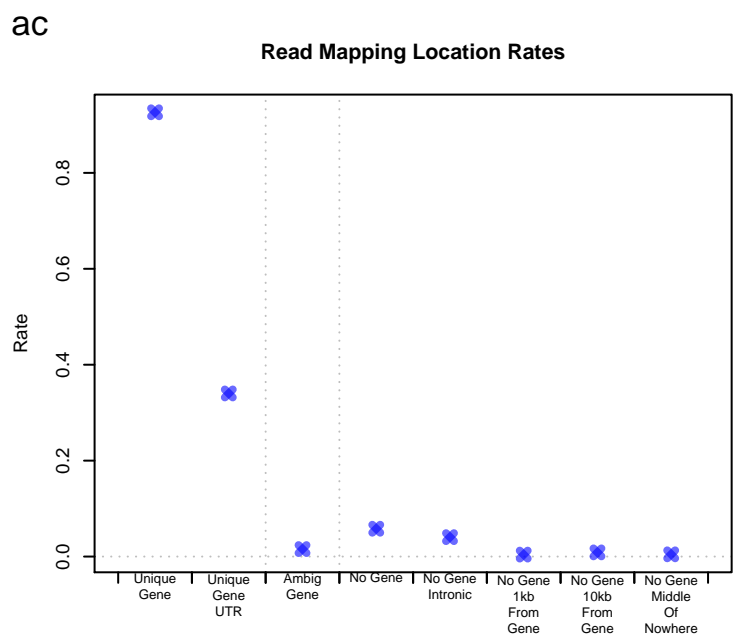 ac
Read Mapping Location Rates
Rate
0.8
0.6
0.4
0.2
0.0
Unique
Gene
Unique
Gene
UTR
Ambig
Gene
No Gene
No Gene
Intronic
No Gene
1kb
From
Gene
No Gene
10kb
From
Gene
No Gene
Middle
Of
Nowhere